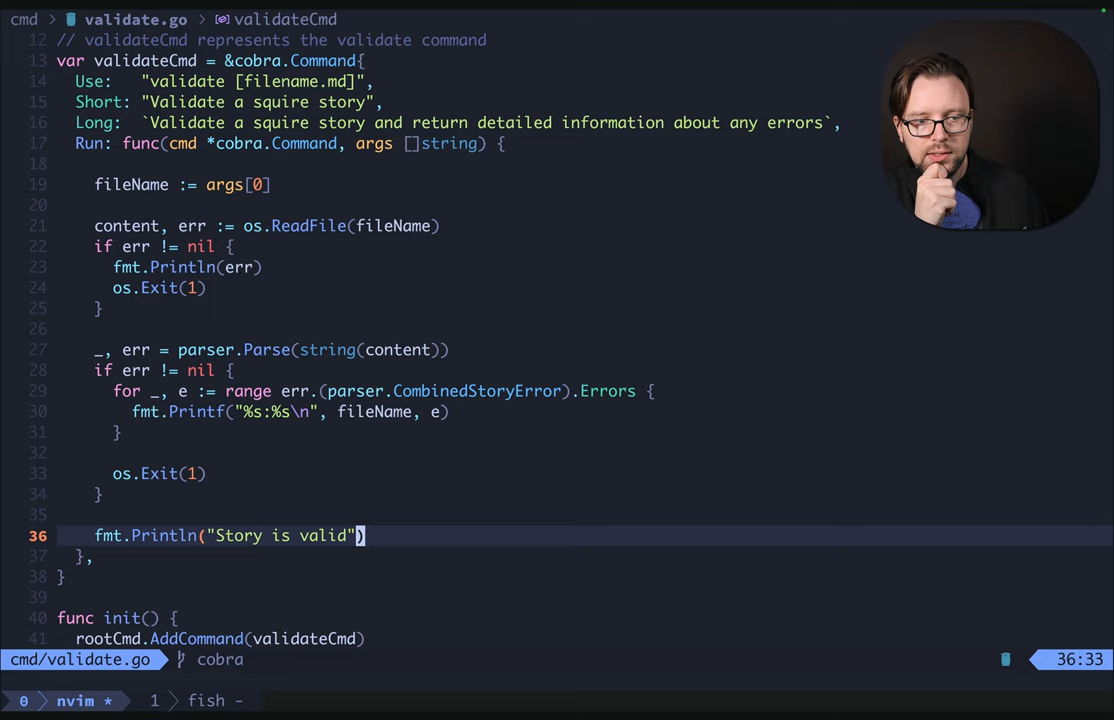 cmd > validate.go > validateCmd
12 // validateCmd represents the validate command
13 var validateCmd = &cobra.Command{
14 Use: "validate [filename.md]",
15 Short: "Validate a squire story",
16 Long: `Validate a squire story and return detailed information about any errors`,
17 Run: func(cmd *cobra.Command, args []string) {
18
19 fileName := args[0]
20
21 content, err := os.ReadFile(fileName)
22 if err != nil {
23 fmt.Println(err)
24 os.Exit(1)
25 }
26
27 _, err = parser.Parse(string(content))
28 if err != nil {
29 for _, e := range err.(parser.CombinedStoryError).Errors {
30 fmt.Printf("%s:%s\n", fileName, e)
31 }
32
33 os.Exit(1)
34 }
35
36 fmt.Println("Story is valid")
37 },
38 }
39
40 func init() {
41 rootCmd.AddCommand(validateCmd)
cmd/validate.go cobra 36:33
0 nvim * 1 fish -